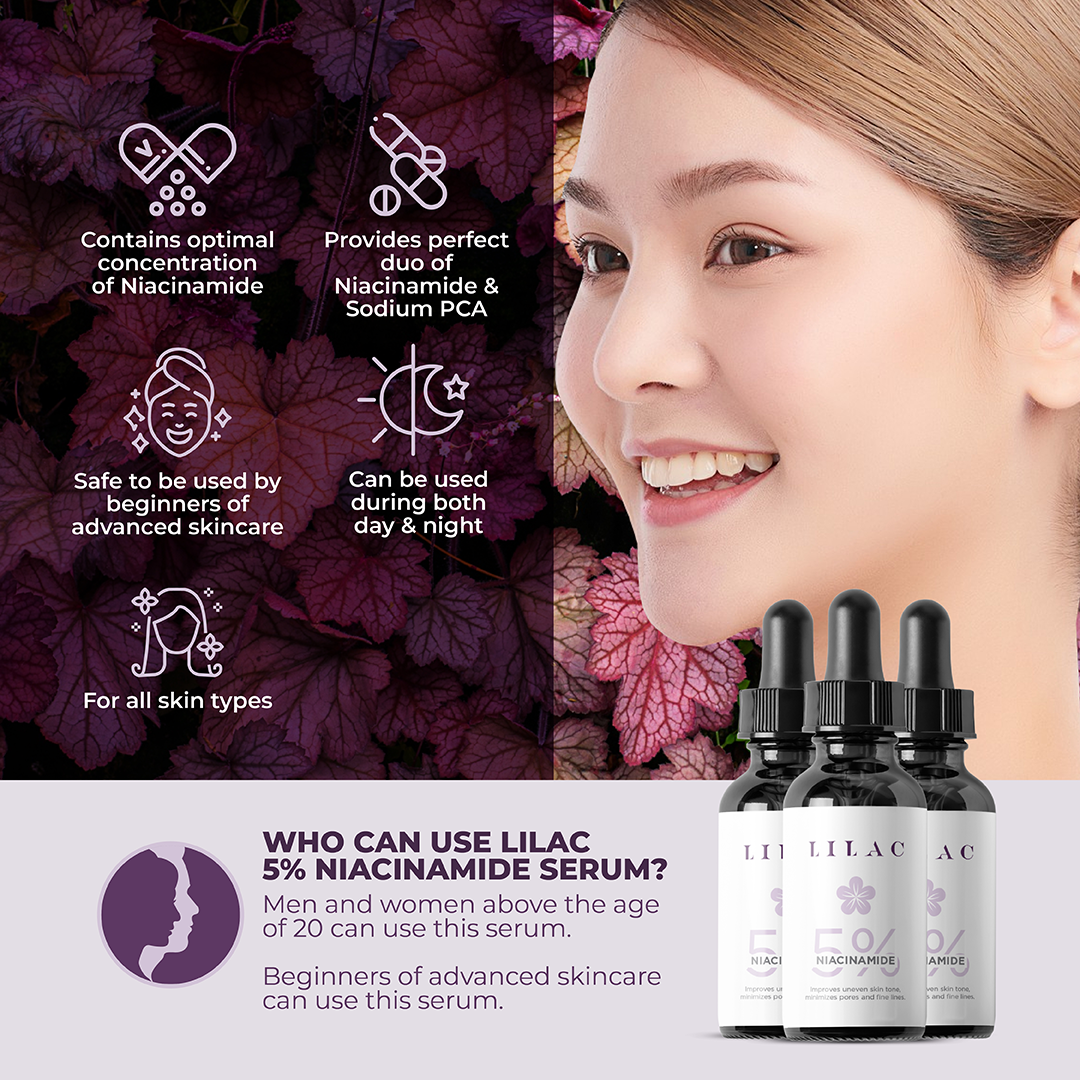 Contains optimal
concentration
of Niacinamide
Provides perfect
duo of
Niacinamide &
Sodium PCA
Safe to be used by
beginners of
advanced skincare
Can be used
during both
day & night
For all skin types
WHO CAN USE LILAC
5% NIACINAMIDE SERUM?
Men and women above the age
of 20 can use this serum.
Beginners of advanced skincare
can use this serum.
LILAC
5%
NIACINAMIDE
Improves uneven skin tone,
minimizes pores and fine lines.